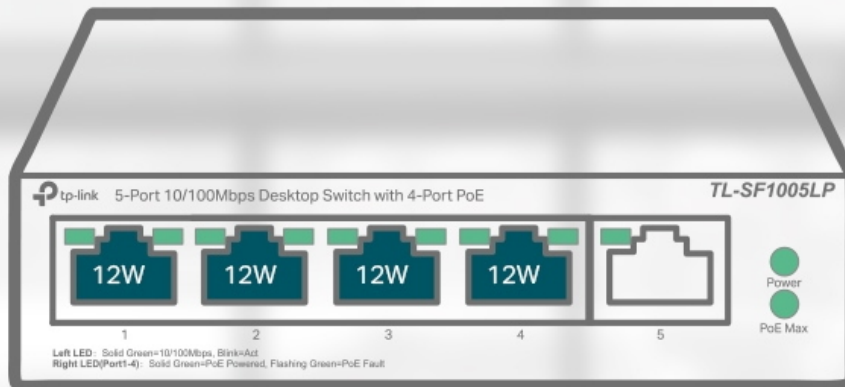 tp-link 5-Port 10/100Mbps Desktop Switch with 4-Port PoE TL-SF1005LP
12W 12W 12W 12W
Power
PoE Max
1 2 3 4 5
Left LED: Solid Green=10/100Mbps, Blink=Act
Right LED(Port1-4): Solid Green=PoE Powered, Flashing Green=PoE Fault